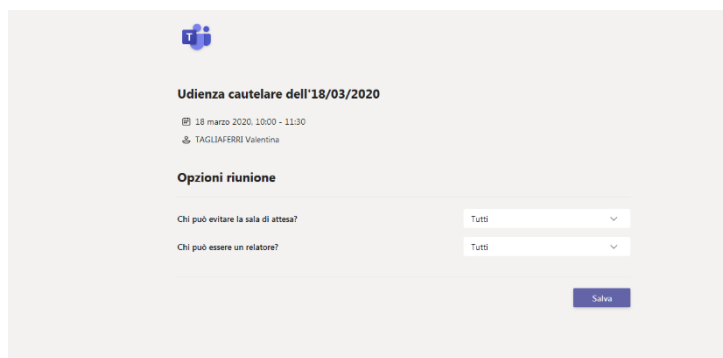 T
Udienza cautelare dell'18/03/2020
18 marzo 2020, 10:00 - 11:30
TAGLIAFERRI Valentina
Opzioni riunione
Chi può evitare la sala di attesa? Tutti
Chi può essere un relatore? Tutti
Salva